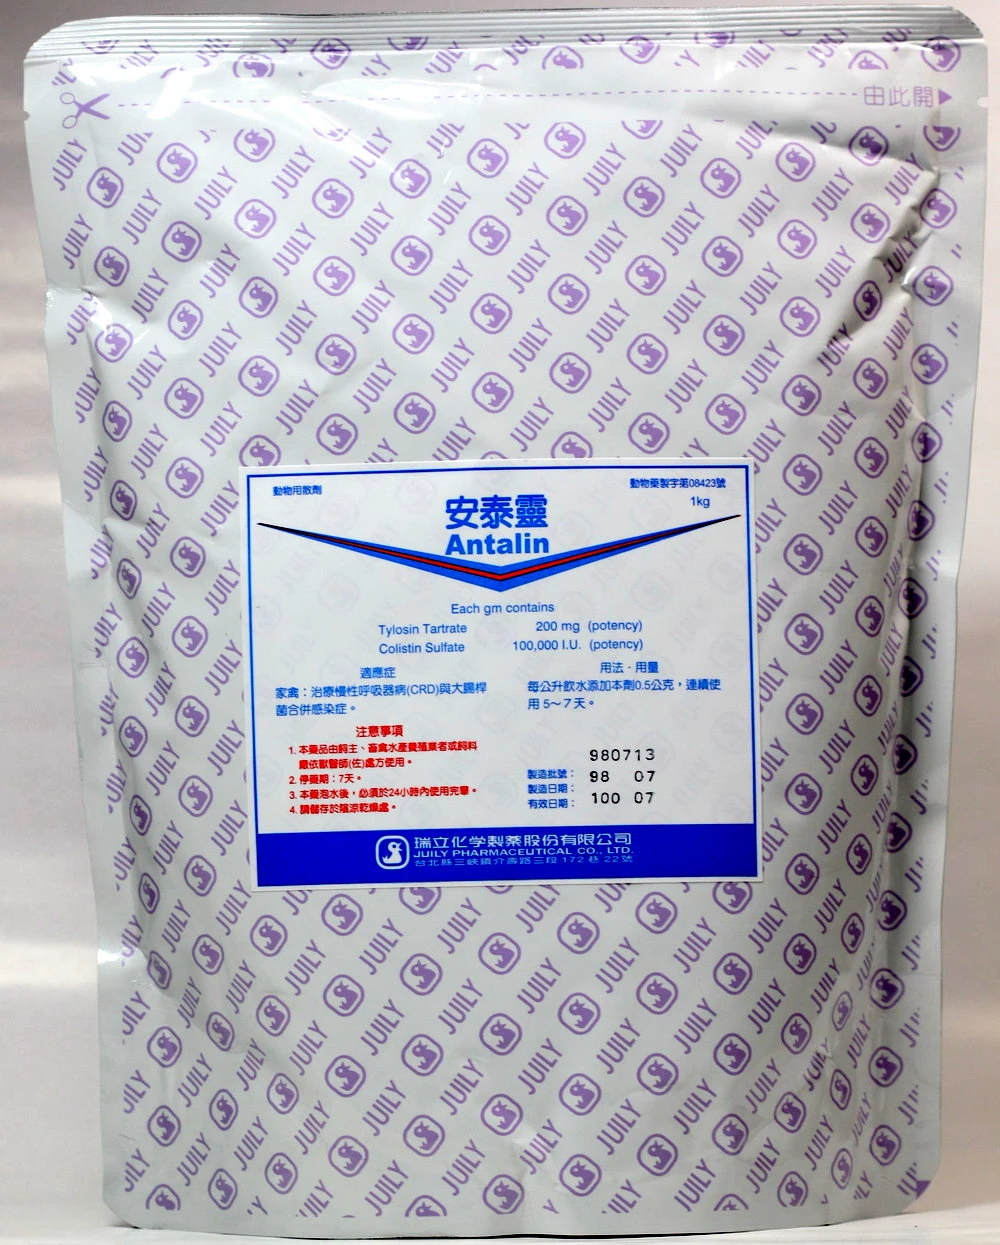 由此開
動物用散劑
動物藥製字第08423號
1kg
安泰靈
Antalin
Each gm contains
Tylosin Tartrate 200 mg (potency)
Colistin Sulfate 100,000 I.U. (potency)
適應症
家禽：治療慢性呼吸器病(CRD)與大腸桿
菌合併感染症。
用法．用量
每公升飲水添加本劑0.5公克，連續使
用 5～7 天。
注意事項
1. 本藥品由飼主、畜禽水產養殖業者或飼料
廠依獸醫師(佐)處方使用。
2. 停藥期：7天。
3. 本藥泡水後，必須於24小時內使用完畢。
4. 請儲存於陰涼乾燥處。
製造批號： 980713
製造日期： 98 07
有效日期： 100 07
瑞立化学製薬股份有限公司
JUILY PHARMACEUTICAL CO., LTD.
台北縣三峽鎮介壽路三段 172 巷 22 號
JUILY